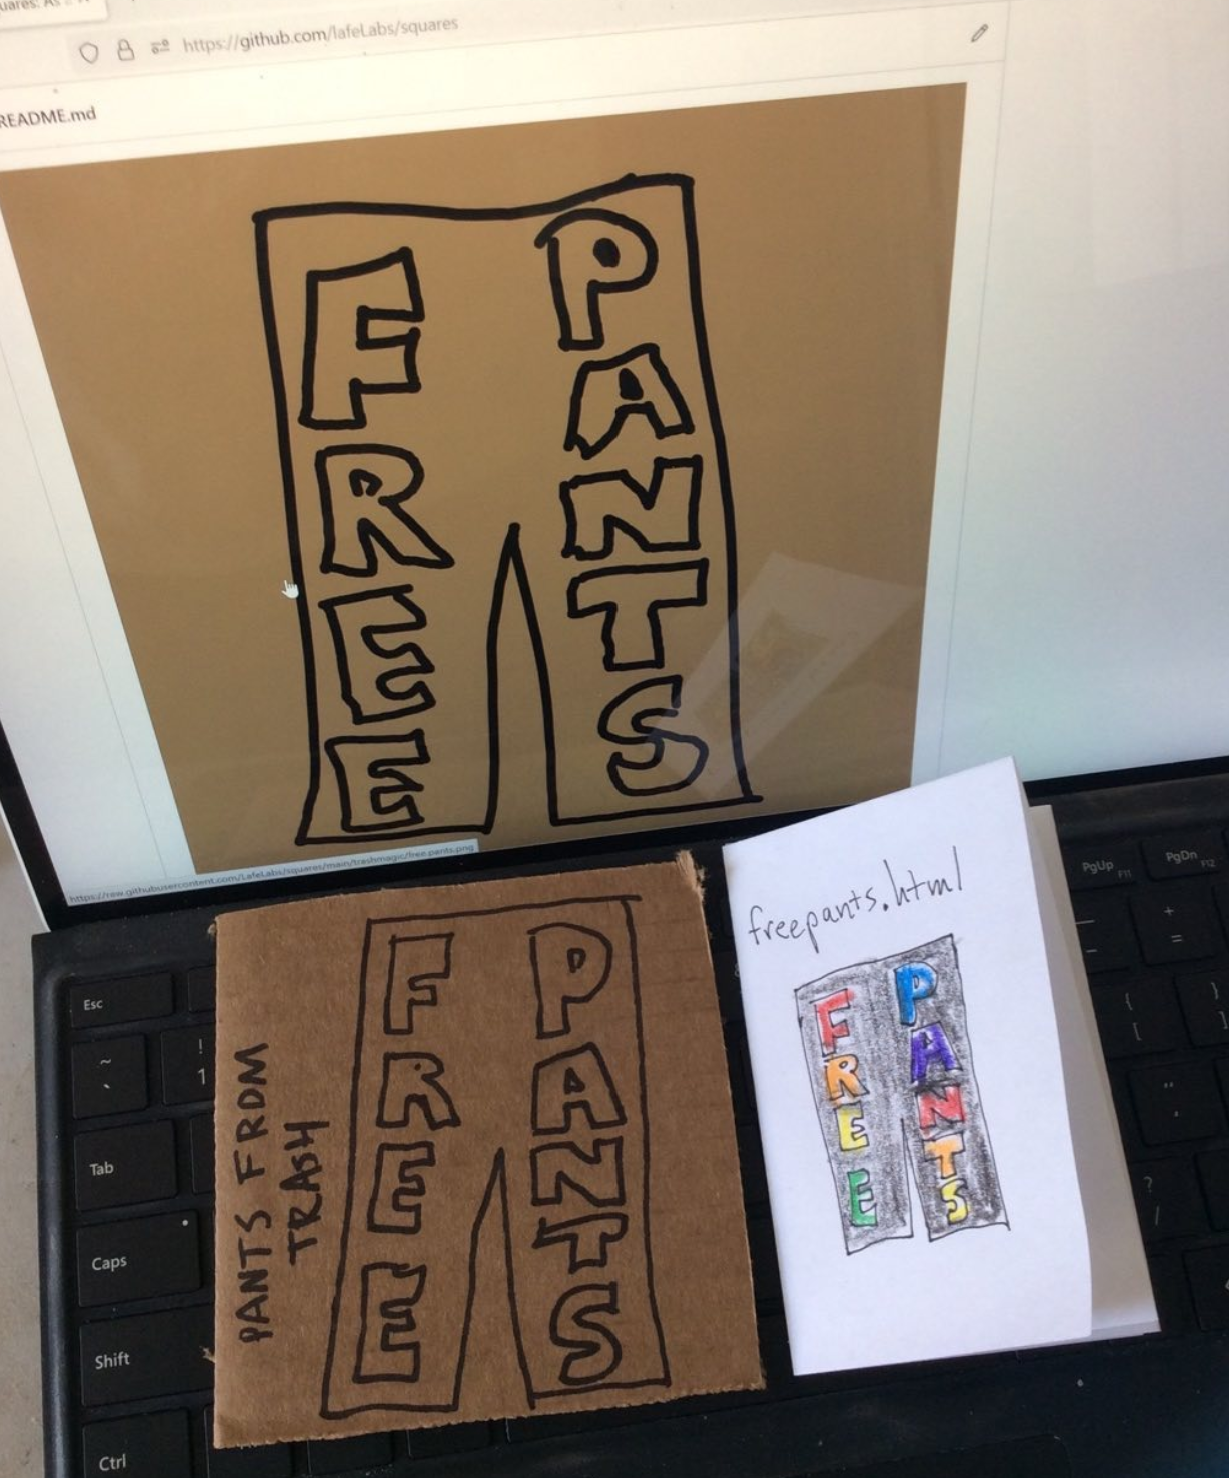 https://github.com/lafeLabs/squares
README.md
FREE
PANTS
https://raw.githubusercontent.com/LafeLabs/squares/main/trashmagic/free.pants.png
PANTS FROM
TRASH
FREE
PANTS
freepants.html
FREE
PANTS
Esc
PgUp
F11
PgDn
F12
~
`
!
1
+
=
{
[
Tab
Caps
?
/
Shift
Ctrl